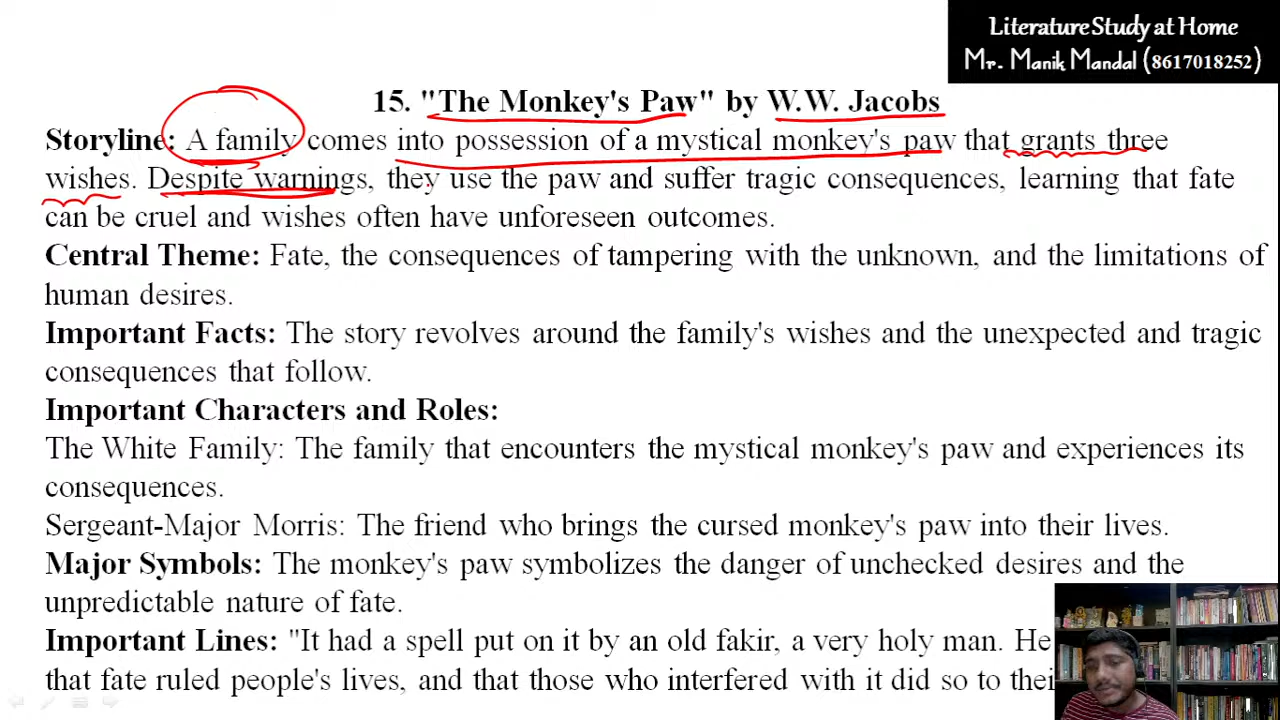 Literature Study at Home
Mr. Manik Mandal (8617018252)
15. "The Monkey's Paw" by W.W. Jacobs
Storyline: A family comes into possession of a mystical monkey's paw that grants three
wishes. Despite warnings, they use the paw and suffer tragic consequences, learning that fate
can be cruel and wishes often have unforeseen outcomes.
Central Theme: Fate, the consequences of tampering with the unknown, and the limitations of
human desires.
Important Facts: The story revolves around the family's wishes and the unexpected and tragic
consequences that follow.
Important Characters and Roles:
The White Family: The family that encounters the mystical monkey's paw and experiences its
consequences.
Sergeant-Major Morris: The friend who brings the cursed monkey's paw into their lives.
Major Symbols: The monkey's paw symbolizes the danger of unchecked desires and the
unpredictable nature of fate.
Important Lines: "It had a spell put on it by an old fakir, a very holy man. He
that fate ruled people's lives, and that those who interfered with it did so to